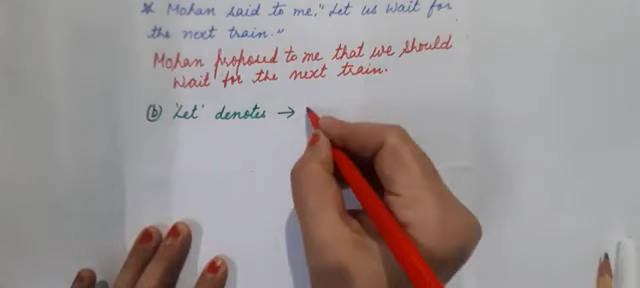 * Mohan said to me, "Let us wait for
the next train."
Mohan proposed to me that we should
wait for the next train.
(b) 'Let' denotes →